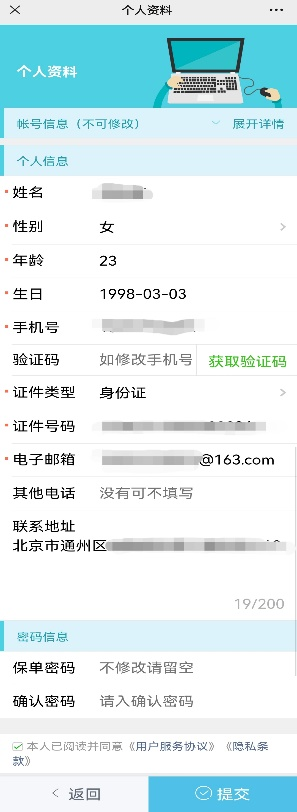 个人资料
个人资料
帐号信息（不可修改）
展开详情
个人信息
姓名
性别 女
年龄 23
生日 1998-03-03
手机号
验证码 如修改手机号 获取验证码
证件类型 身份证
证件号码
电子邮箱 @163.com
其他电话 没有可不填写
联系地址
北京市通州区
19/200
密码信息
保单密码 不修改请留空
确认密码 请入确认密码
本人已阅读并同意《用户服务协议》《隐私条
款》
返回 提交